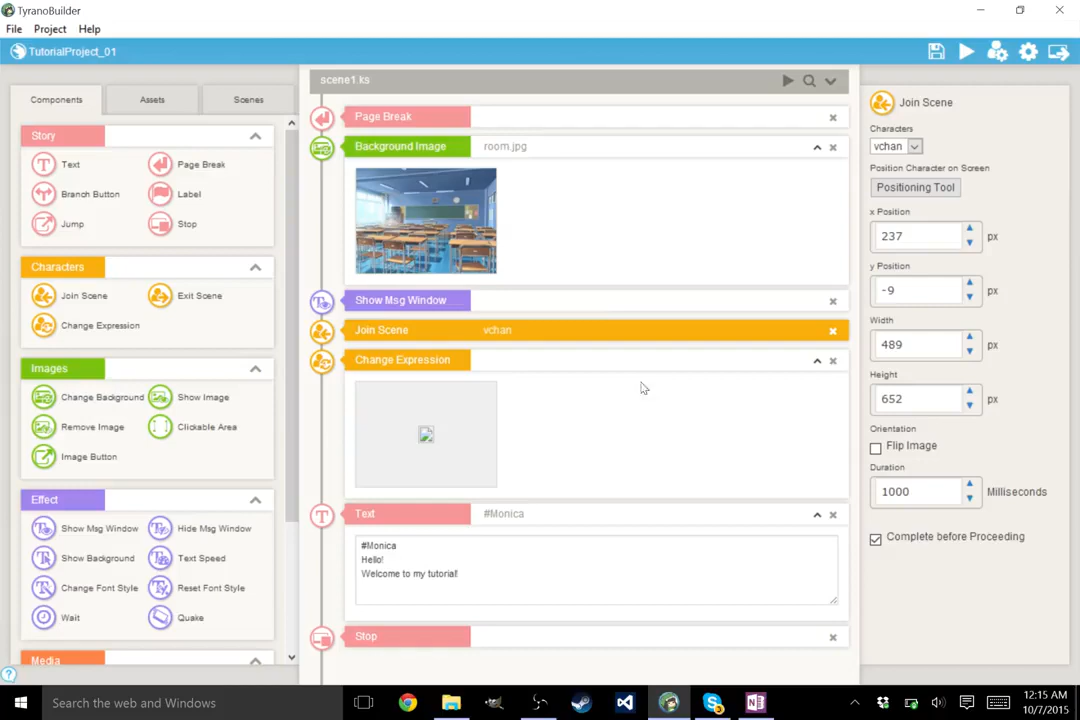 TyranoBuilder
File Project Help
TutorialProject_01
Components Assets Scenes
Story
Text Page Break
Branch Button Label
Jump Stop
Characters
Join Scene Exit Scene
Change Expression
Images
Change Background Show Image
Remove Image Clickable Area
Image Button
Effect
Show Msg Window Hide Msg Window
Show Background Text Speed
Change Font Style Reset Font Style
Wait Quake
Media
scene1.ks
Page Break
Background Image room.jpg
Show Msg Window
Join Scene vchan
Change Expression
Text #Monica
#Monica
Hello!
Welcome to my tutorial!
Stop
Join Scene
Characters
vchan
Position Character on Screen
Positioning Tool
x Position
237 px
y Position
-9 px
Width
489 px
Height
652 px
Orientation
Flip Image
Duration
1000 Milliseconds
Complete before Proceeding
Search the web and Windows
12:15 AM
10/7/2015